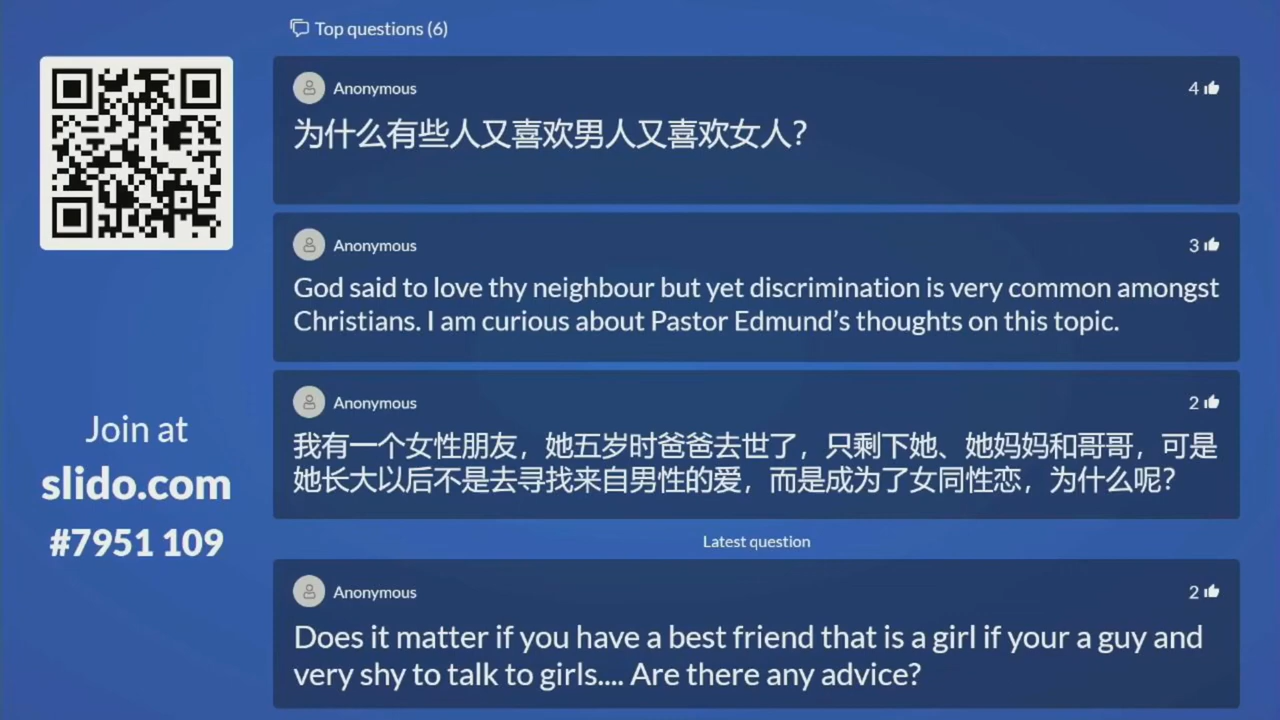 Top questions (6)
Anonymous
4
为什么有些人又喜欢男人又喜欢女人?
Anonymous
3
God said to love thy neighbour but yet discrimination is very common amongst
Christians. I am curious about Pastor Edmund's thoughts on this topic.
Anonymous
2
我有一个女性朋友，她五岁时爸爸去世了，只剩下她、她妈妈和哥哥，可是
她长大以后不是去寻找来自男性的爱，而是成为了女同性恋，为什么呢?
Latest question
Anonymous
2
Does it matter if you have a best friend that is a girl if your a guy and
very shy to talk to girls.... Are there any advice?
Join at
slido.com
#7951 109